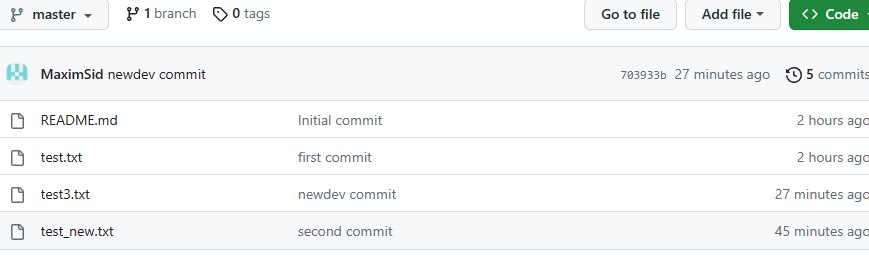 master 1 branch 0 tags Go to file Add file Code
MaximSid newdev commit 703933b 27 minutes ago 5 commits
README.md Initial commit 2 hours ago
test.txt first commit 2 hours ago
test3.txt newdev commit 27 minutes ago
test_new.txt second commit 45 minutes ago